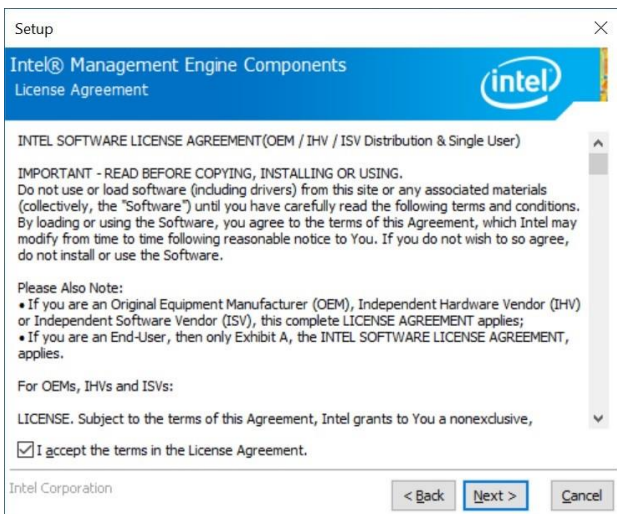 Setup
Intel® Management Engine Components
License Agreement
intel
INTEL SOFTWARE LICENSE AGREEMENT(OEM / IHV / ISV Distribution & Single User)
IMPORTANT - READ BEFORE COPYING, INSTALLING OR USING.
Do not use or load software (including drivers) from this site or any associated materials
(collectively, the "Software") until you have carefully read the following terms and conditions.
By loading or using the Software, you agree to the terms of this Agreement, which Intel may
modify from time to time following reasonable notice to You. If you do not wish to so agree,
do not install or use the Software.
Please Also Note:
• If you are an Original Equipment Manufacturer (OEM), Independent Hardware Vendor (IHV)
or Independent Software Vendor (ISV), this complete LICENSE AGREEMENT applies;
• If you are an End-User, then only Exhibit A, the INTEL SOFTWARE LICENSE AGREEMENT,
applies.
For OEMs, IHVs and ISVs:
LICENSE. Subject to the terms of this Agreement, Intel grants to You a nonexclusive,
I accept the terms in the License Agreement.
Intel Corporation
< Back
Next >
Cancel